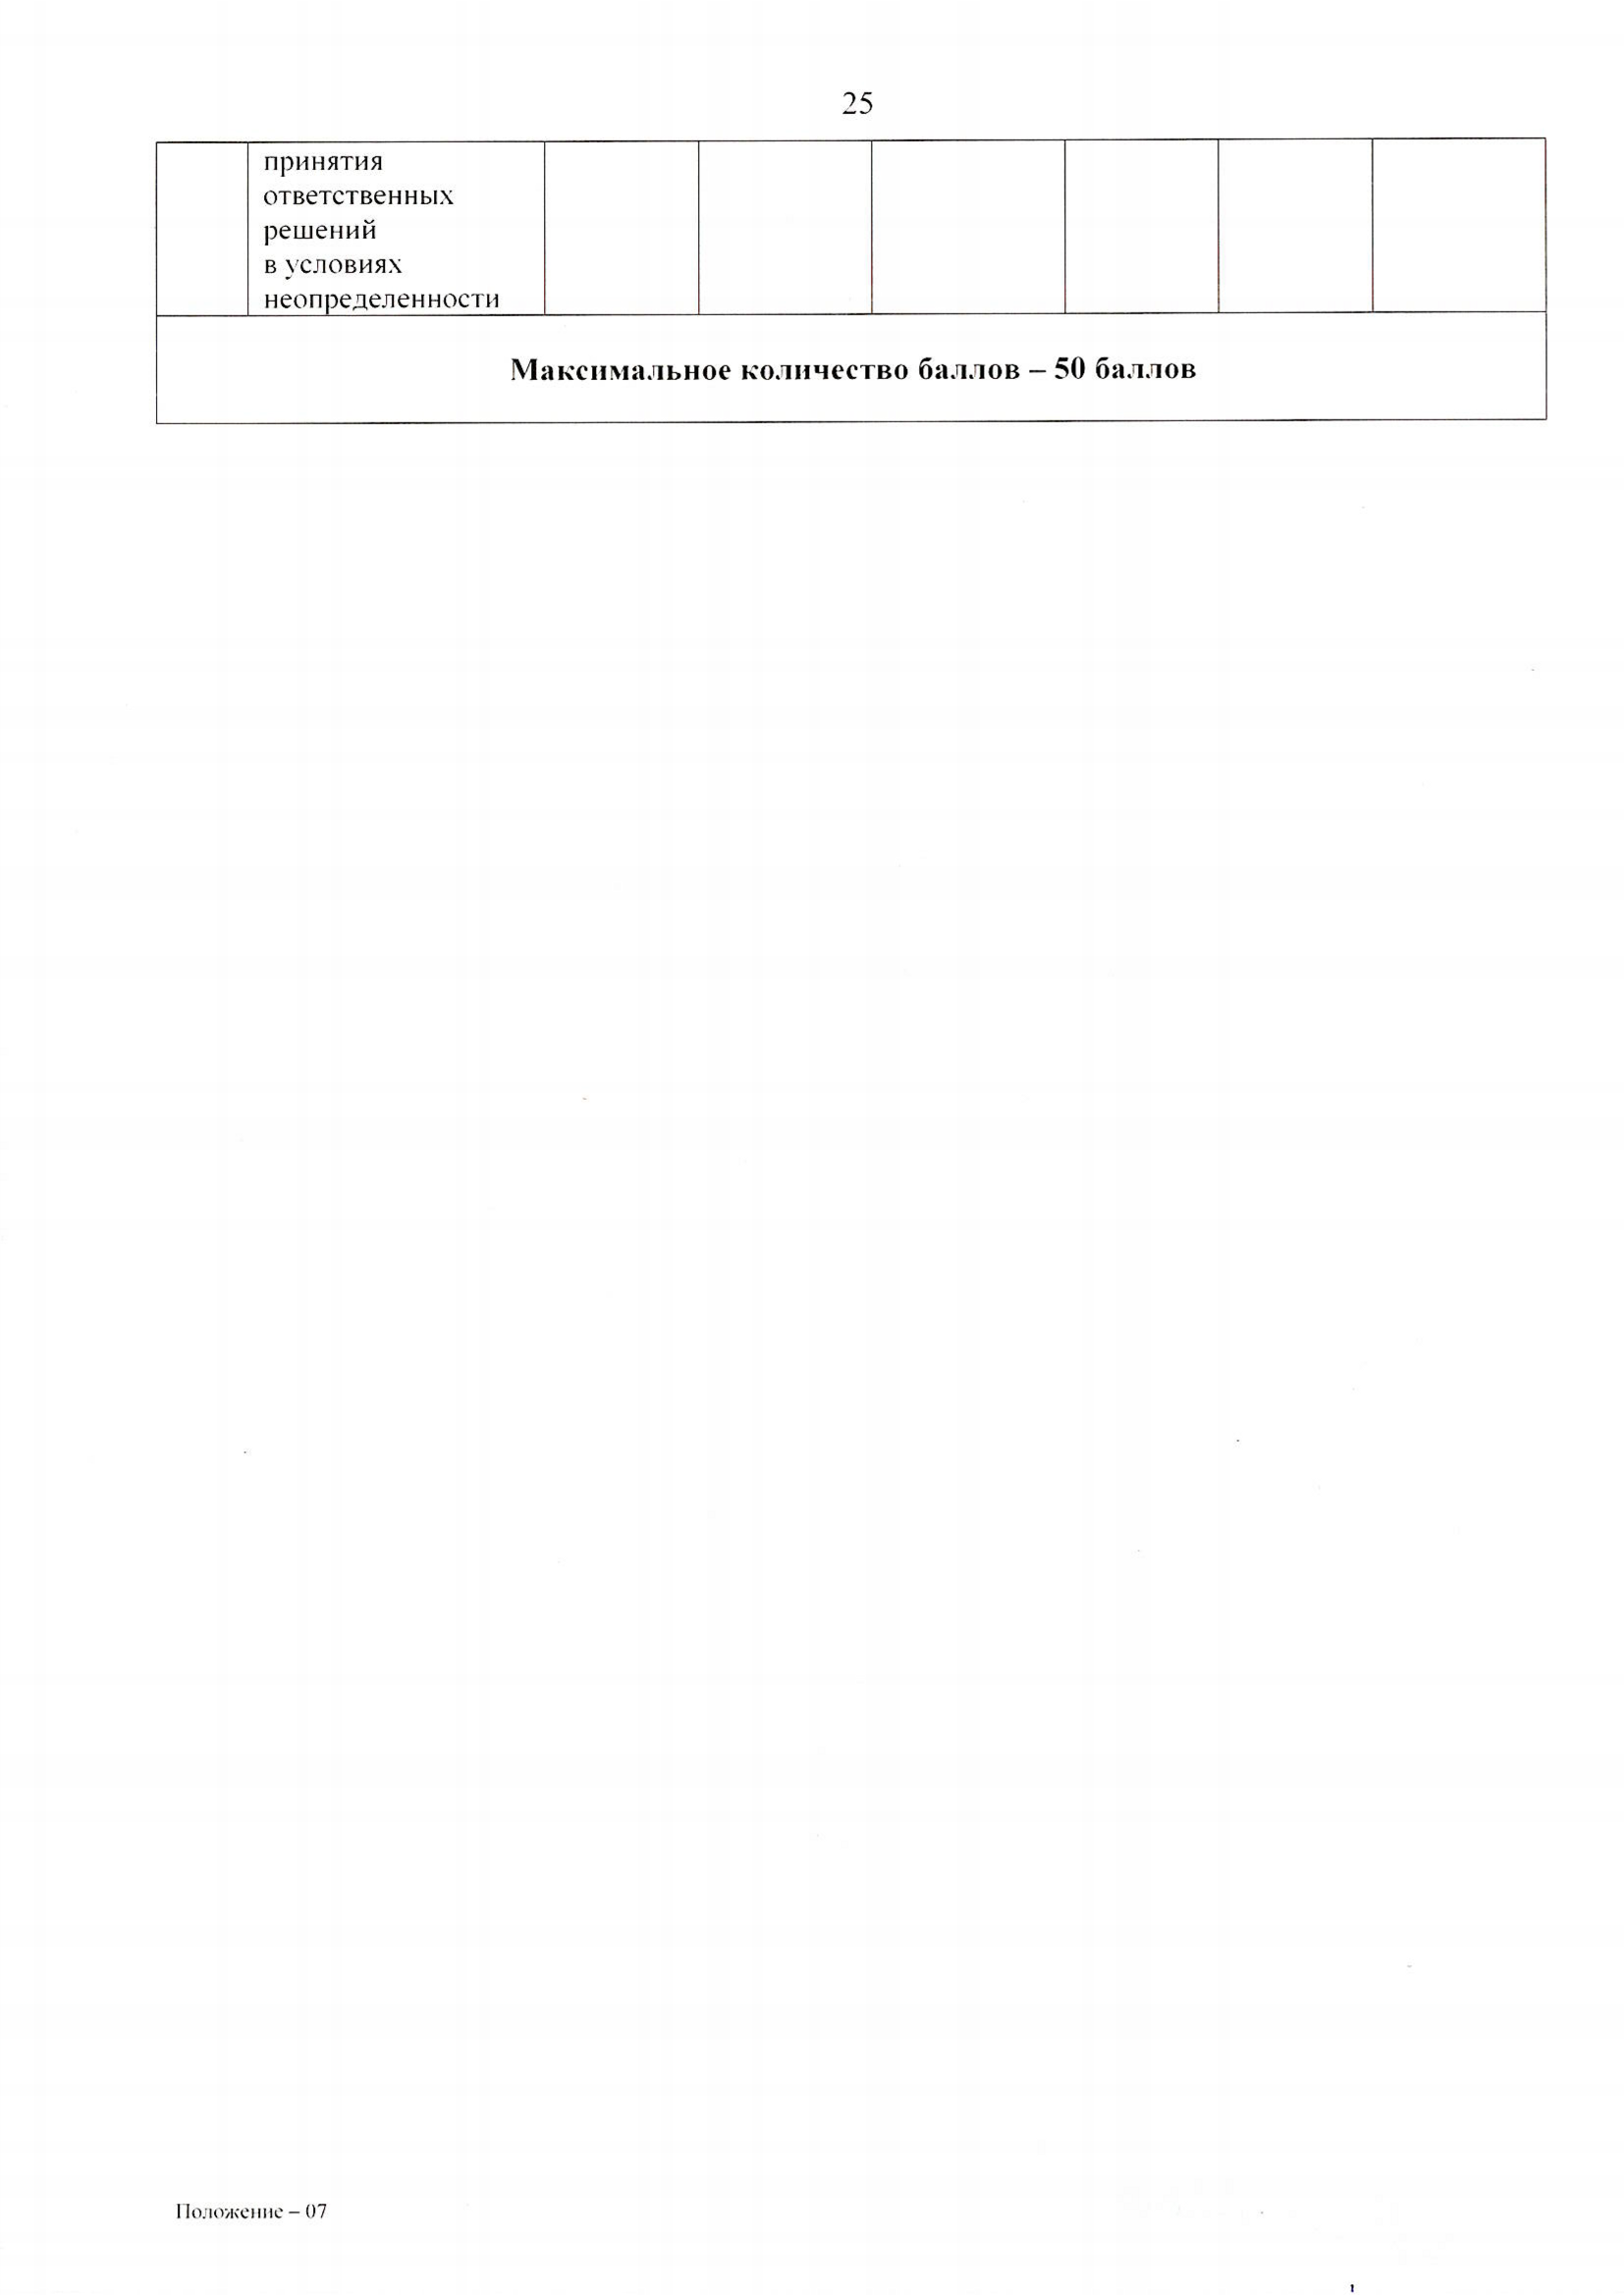 25
принятия
ответственных
решений
в условиях
неопределенности
Максимальное количество баллов – 50 баллов
Положение – 07